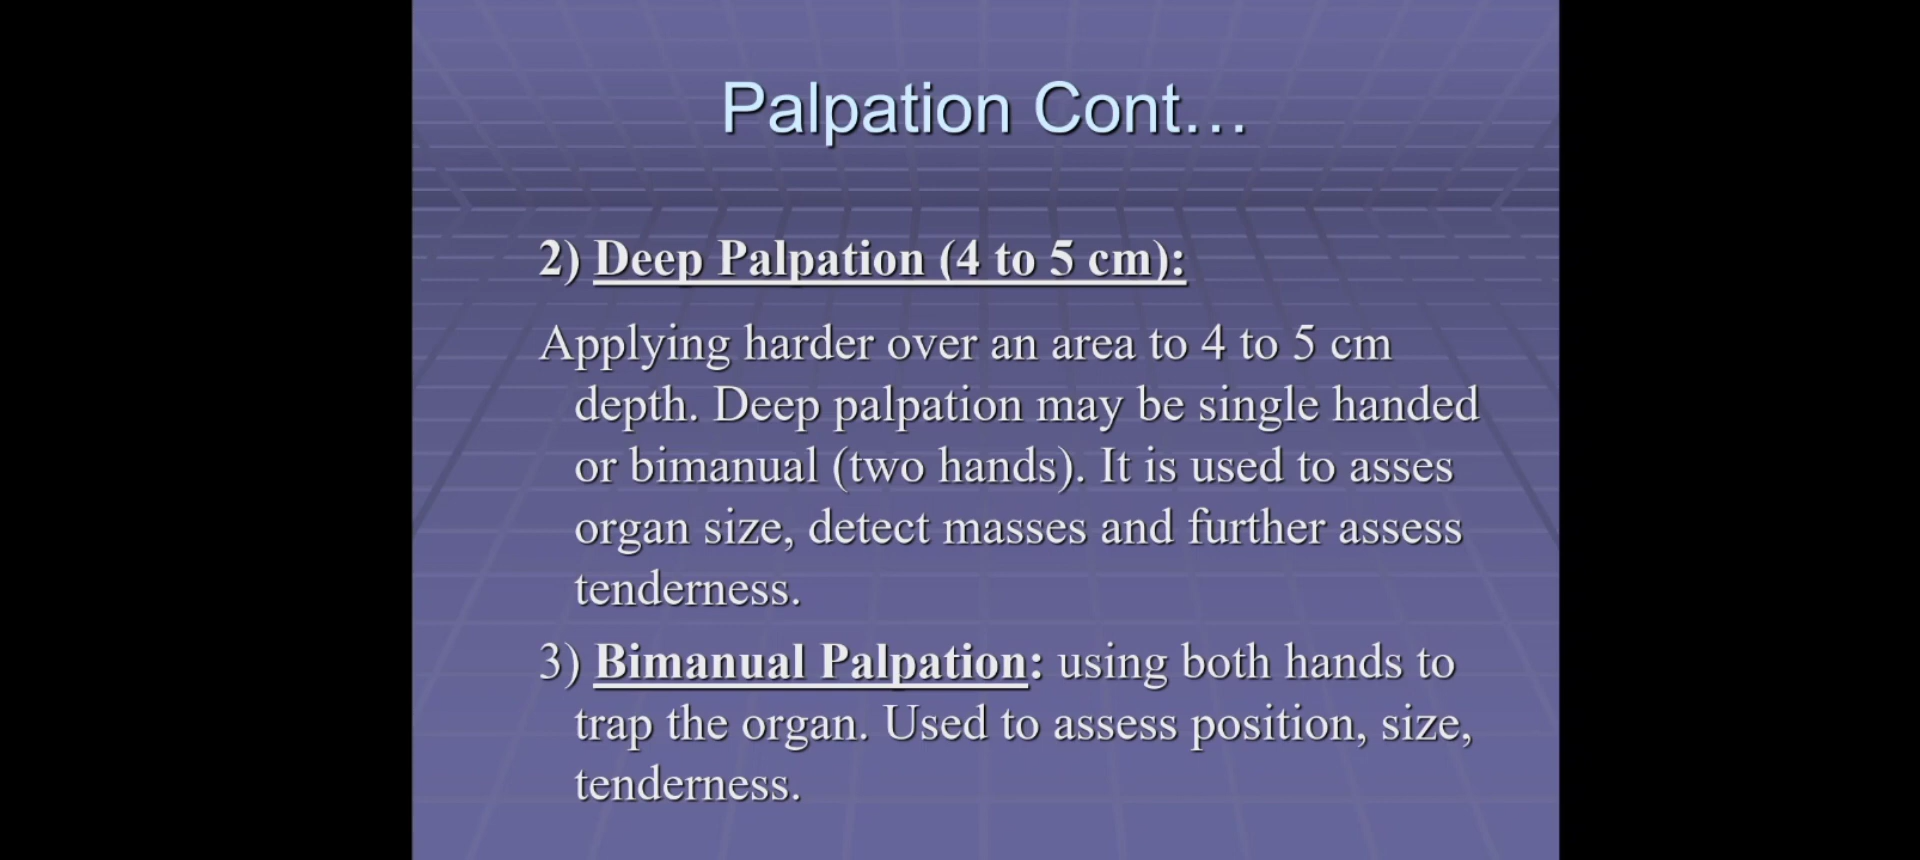 Palpation Cont…
2) Deep Palpation (4 to 5 cm):
Applying harder over an area to 4 to 5 cm
depth. Deep palpation may be single handed
or bimanual (two hands). It is used to asses
organ size, detect masses and further assess
tenderness.
3) Bimanual Palpation: using both hands to
trap the organ. Used to assess position, size,
tenderness.